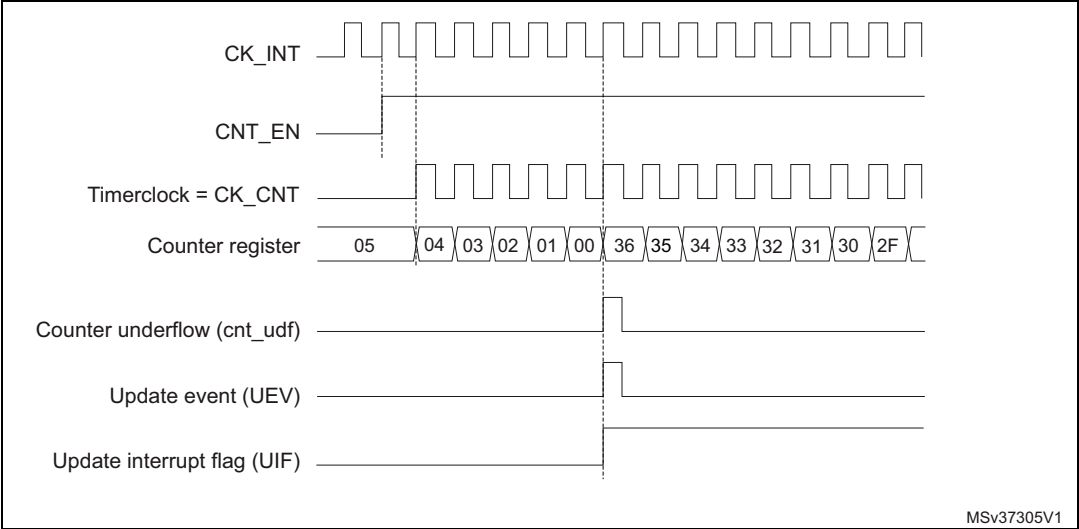 CK_INT
CNT_EN
Timerclock = CK_CNT
Counter register 05 04 03 02 01 00 36 35 34 33 32 31 30 2F
Counter underflow (cnt_udf)
Update event (UEV)
Update interrupt flag (UIF)
MSv37305V1